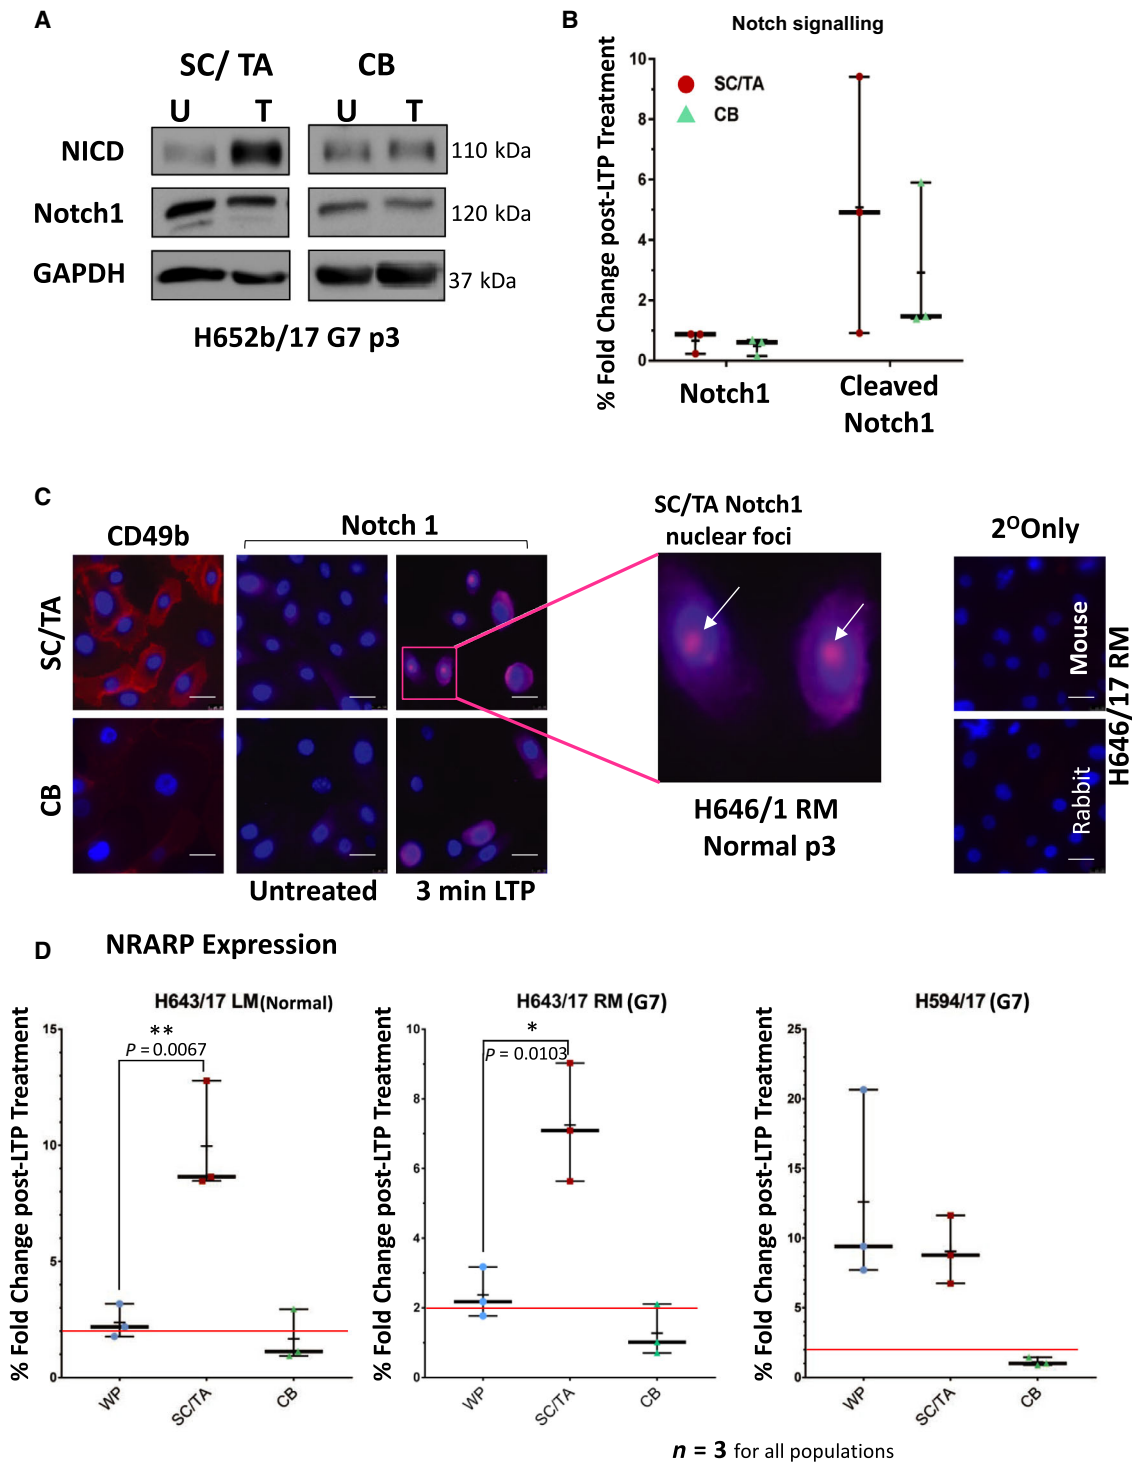 A
SC/ TA
CB
U
T
U
T
NICD
110 kDa
Notch1
120 kDa
GAPDH
37 kDa
H652b/17 G7 p3
B
Notch signalling
% Fold Change post-LTP Treatment
10
8
6
4
2
0
SC/TA
CB
Notch1
Cleaved
Notch1
C
CD49b
Notch 1
SC/TA Notch1
nuclear foci
2OOnly
SC/TA
CB
Untreated
3 min LTP
H646/1 RM
Normal p3
Mouse
Rabbit
H646/17 RM
D
NRARP Expression
H643/17 LM (Normal)
% Fold Change post-LTP Treatment
15
10
5
0
**
P = 0.0067
WP
SC/TA
CB
H643/17 RM (G7)
% Fold Change post-LTP Treatment
10
8
6
4
2
0
*
P = 0.0103
WP
SC/TA
CB
H594/17 (G7)
% Fold Change post-LTP Treatment
25
20
15
10
5
0
WP
SC/TA
CB
n = 3 for all populations